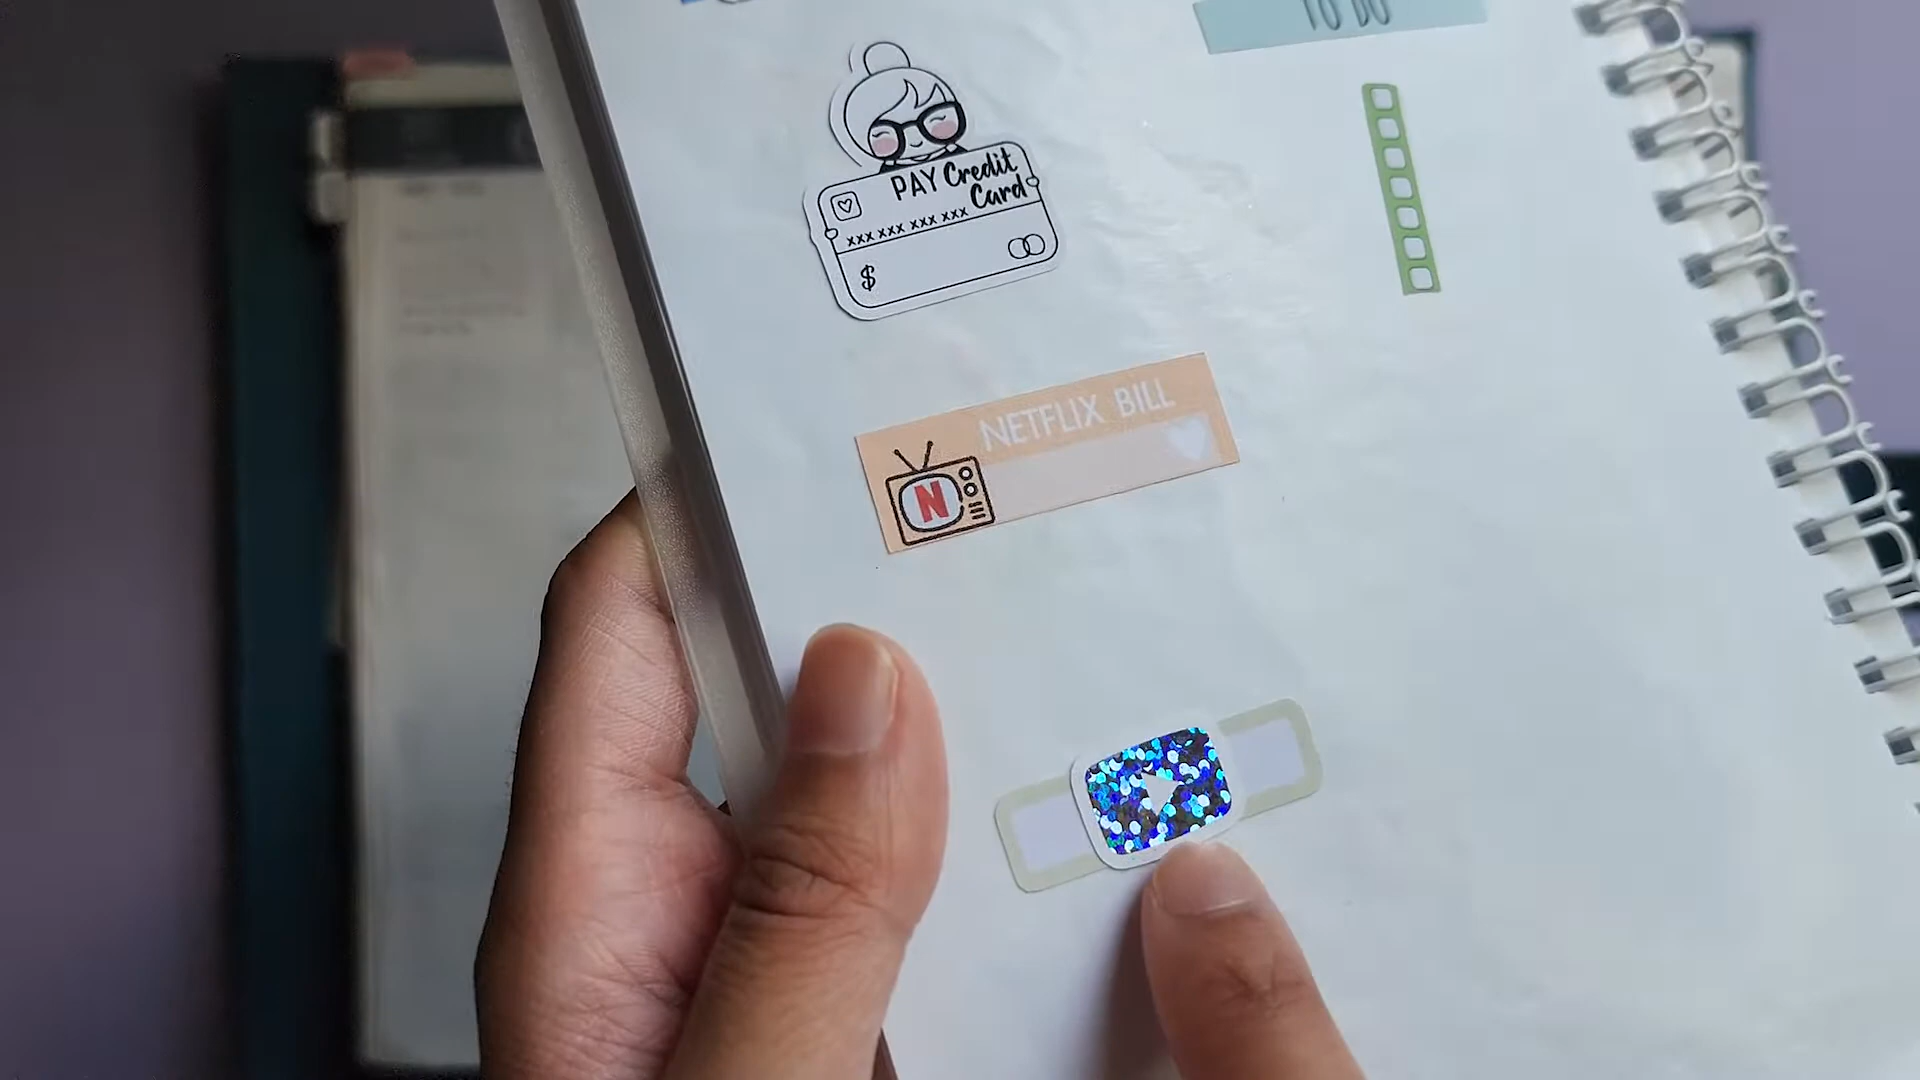 TO DO
PAY Credit
Card
xxx xxx xxx xxx
$
NETFLIX BILL
N